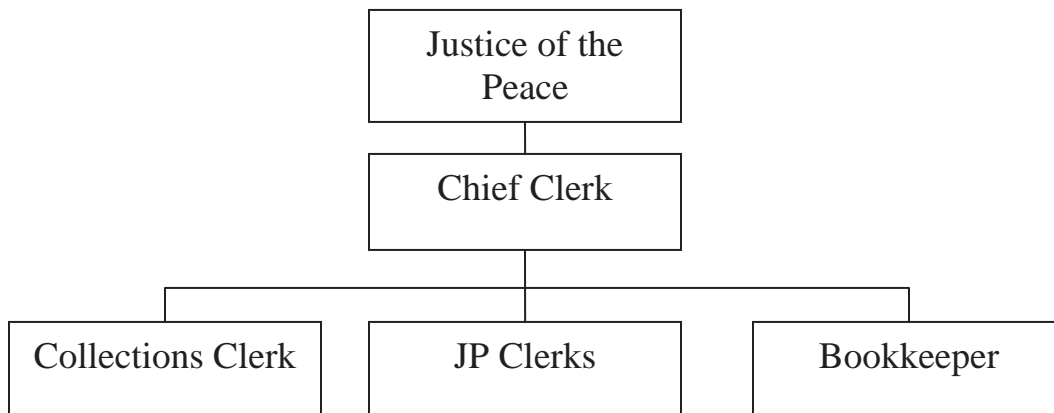 Justice of the
Peace
Chief Clerk
Collections Clerk
JP Clerks
Bookkeeper